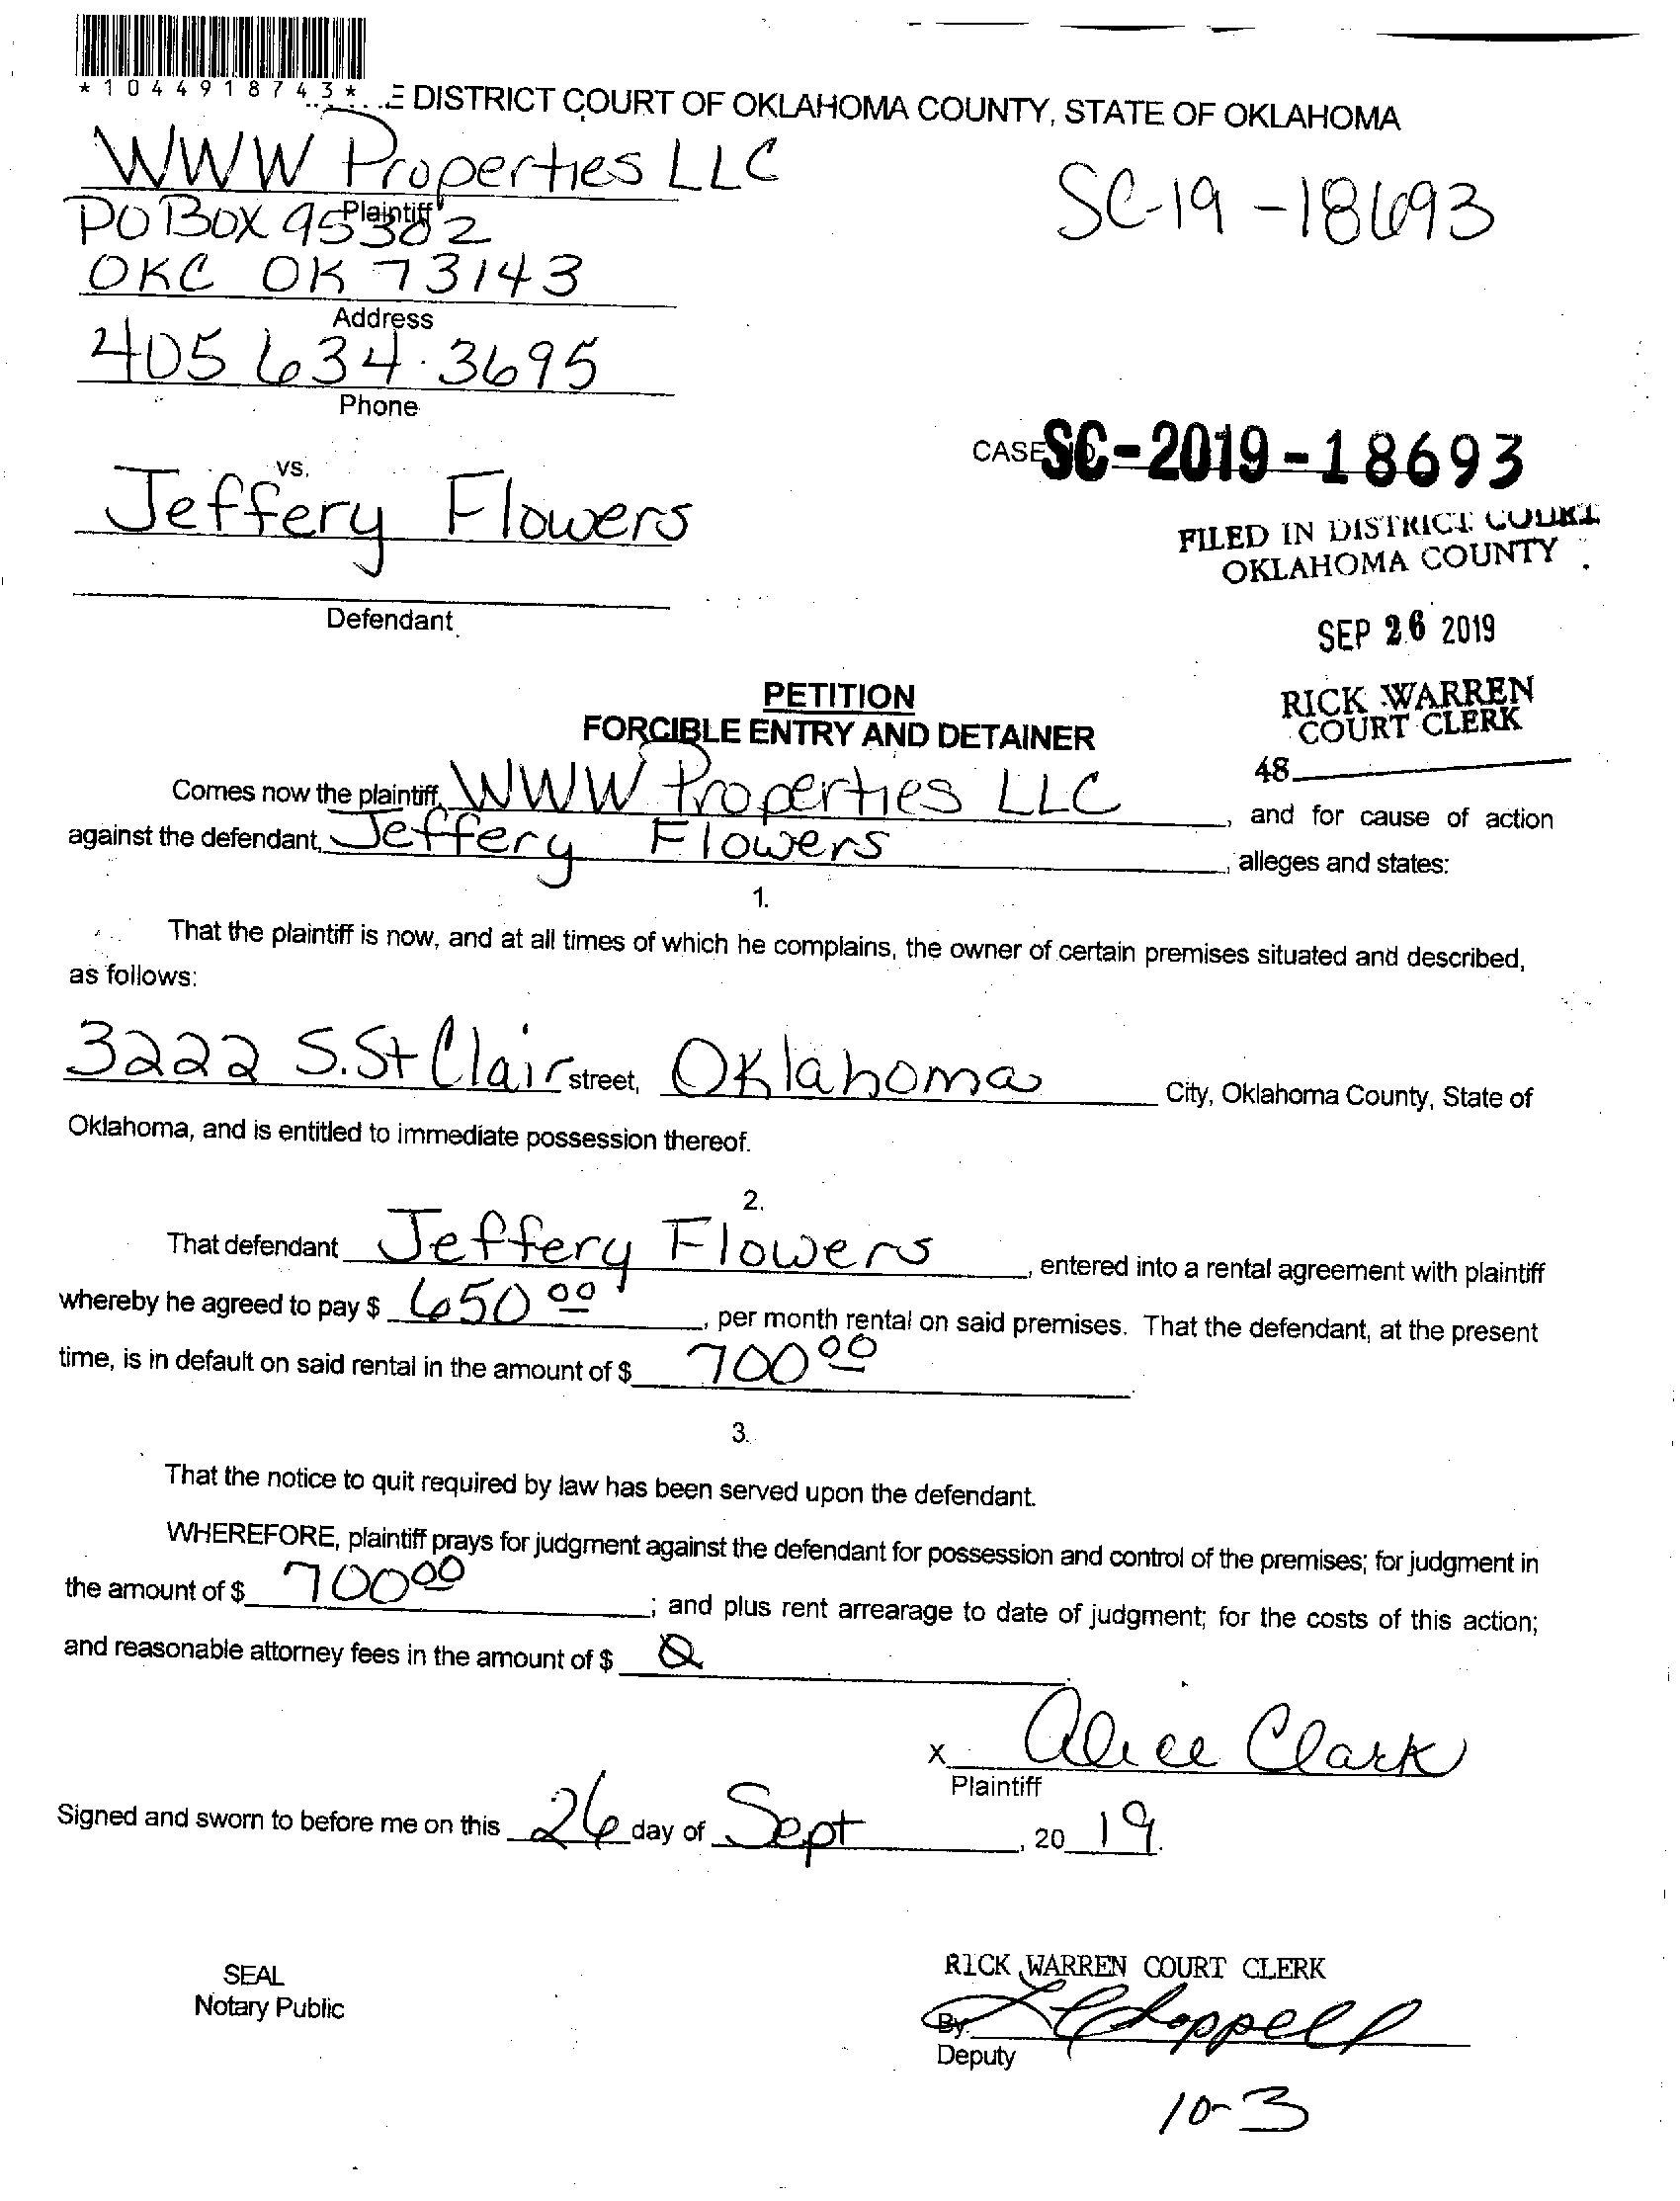 *1044918743*
E DISTRICT COURT OF OKLAHOMA COUNTY, STATE OF OKLAHOMA
WWW Properties LLC
SC-19-18693
Plaintiff
PO Box 95382
OKC OK 73143
Address
405 634.3695
Phone
CASE SC-2019-18693
vs.
Jeffery Flowers
FILED IN DISTRICT COURT
OKLAHOMA COUNTY
Defendant
SEP 26 2019
PETITION
RICK WARREN
COURT CLERK
FORCIBLE ENTRY AND DETAINER
48
Comes now the plaintiff, WWW Properties LLC, and for cause of action
against the defendant, Jeffery Flowers, alleges and states:
1.
That the plaintiff is now, and at all times of which he complains, the owner of certain premises situated and described,
as follows:
3222 S. St Clair street, Oklahoma City, Oklahoma County, State of
Oklahoma, and is entitled to immediate possession thereof.
2.
That defendant Jeffery Flowers, entered into a rental agreement with plaintiff
whereby he agreed to pay $ 650 00, per month rental on said premises. That the defendant, at the present
time, is in default on said rental in the amount of $ 700 00
3.
That the notice to quit required by law has been served upon the defendant.
WHEREFORE, plaintiff prays for judgment against the defendant for possession and control of the premises; for judgment in
the amount of $ 700 00; and plus rent arrearage to date of judgment; for the costs of this action;
and reasonable attorney fees in the amount of $ 0.
x Alice Clark
Plaintiff
Signed and sworn to before me on this 26 day of Sept, 20 19.
RICK WARREN COURT CLERK
SEAL
Notary Public
By
Deputy
10-3